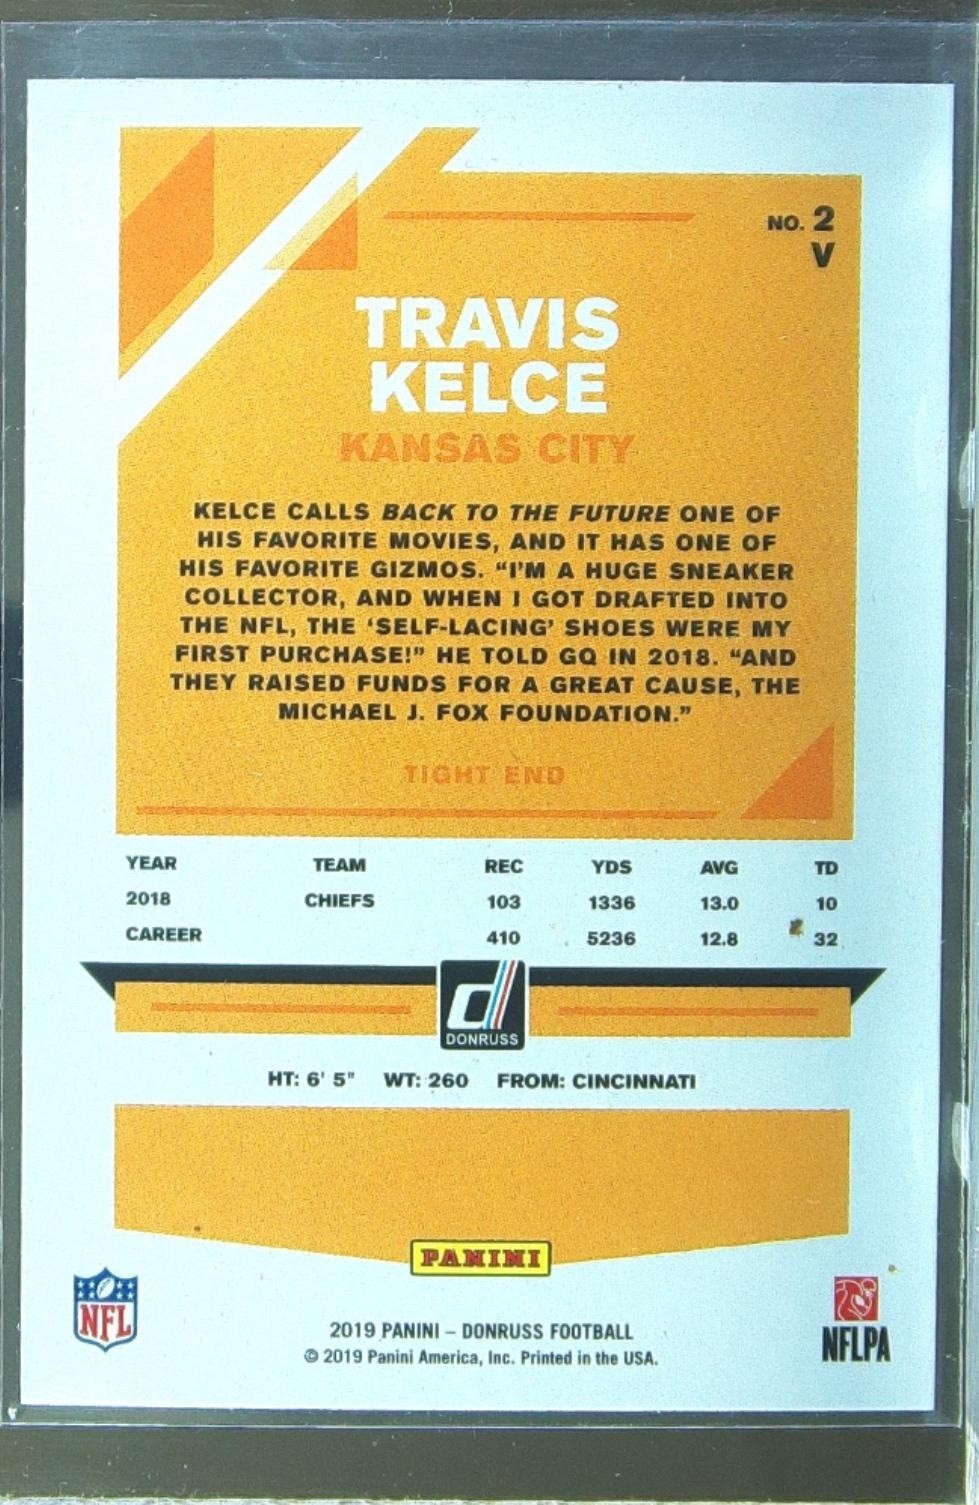 NO. 2
V
TRAVIS
KELCE
KANSAS CITY
KELCE CALLS BACK TO THE FUTURE ONE OF
HIS FAVORITE MOVIES, AND IT HAS ONE OF
HIS FAVORITE GIZMOS. “I’M A HUGE SNEAKER
COLLECTOR, AND WHEN I GOT DRAFTED INTO
THE NFL, THE ‘SELF-LACING’ SHOES WERE MY
FIRST PURCHASE!” HE TOLD GQ IN 2018. “AND
THEY RAISED FUNDS FOR A GREAT CAUSE, THE
MICHAEL J. FOX FOUNDATION.”
TIGHT END
YEAR TEAM REC YDS AVG TD
2018 CHIEFS 103 1336 13.0 10
CAREER 410 5236 12.8 32
DONRUSS
HT: 6' 5" WT: 260 FROM: CINCINNATI
PANINI
NFL
NFLPA
2019 PANINI – DONRUSS FOOTBALL
© 2019 Panini America, Inc. Printed in the USA.